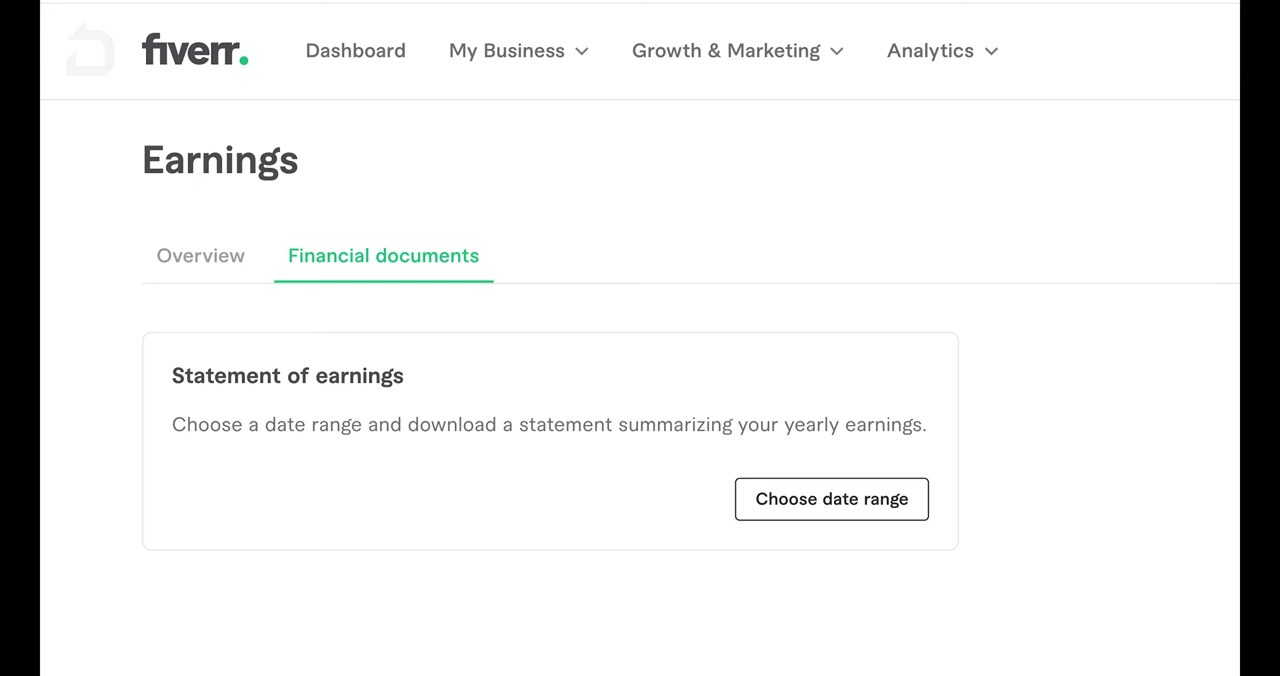 fiverr. Dashboard My Business Growth & Marketing Analytics
Earnings
Overview Financial documents
Statement of earnings
Choose a date range and download a statement summarizing your yearly earnings.
Choose date range